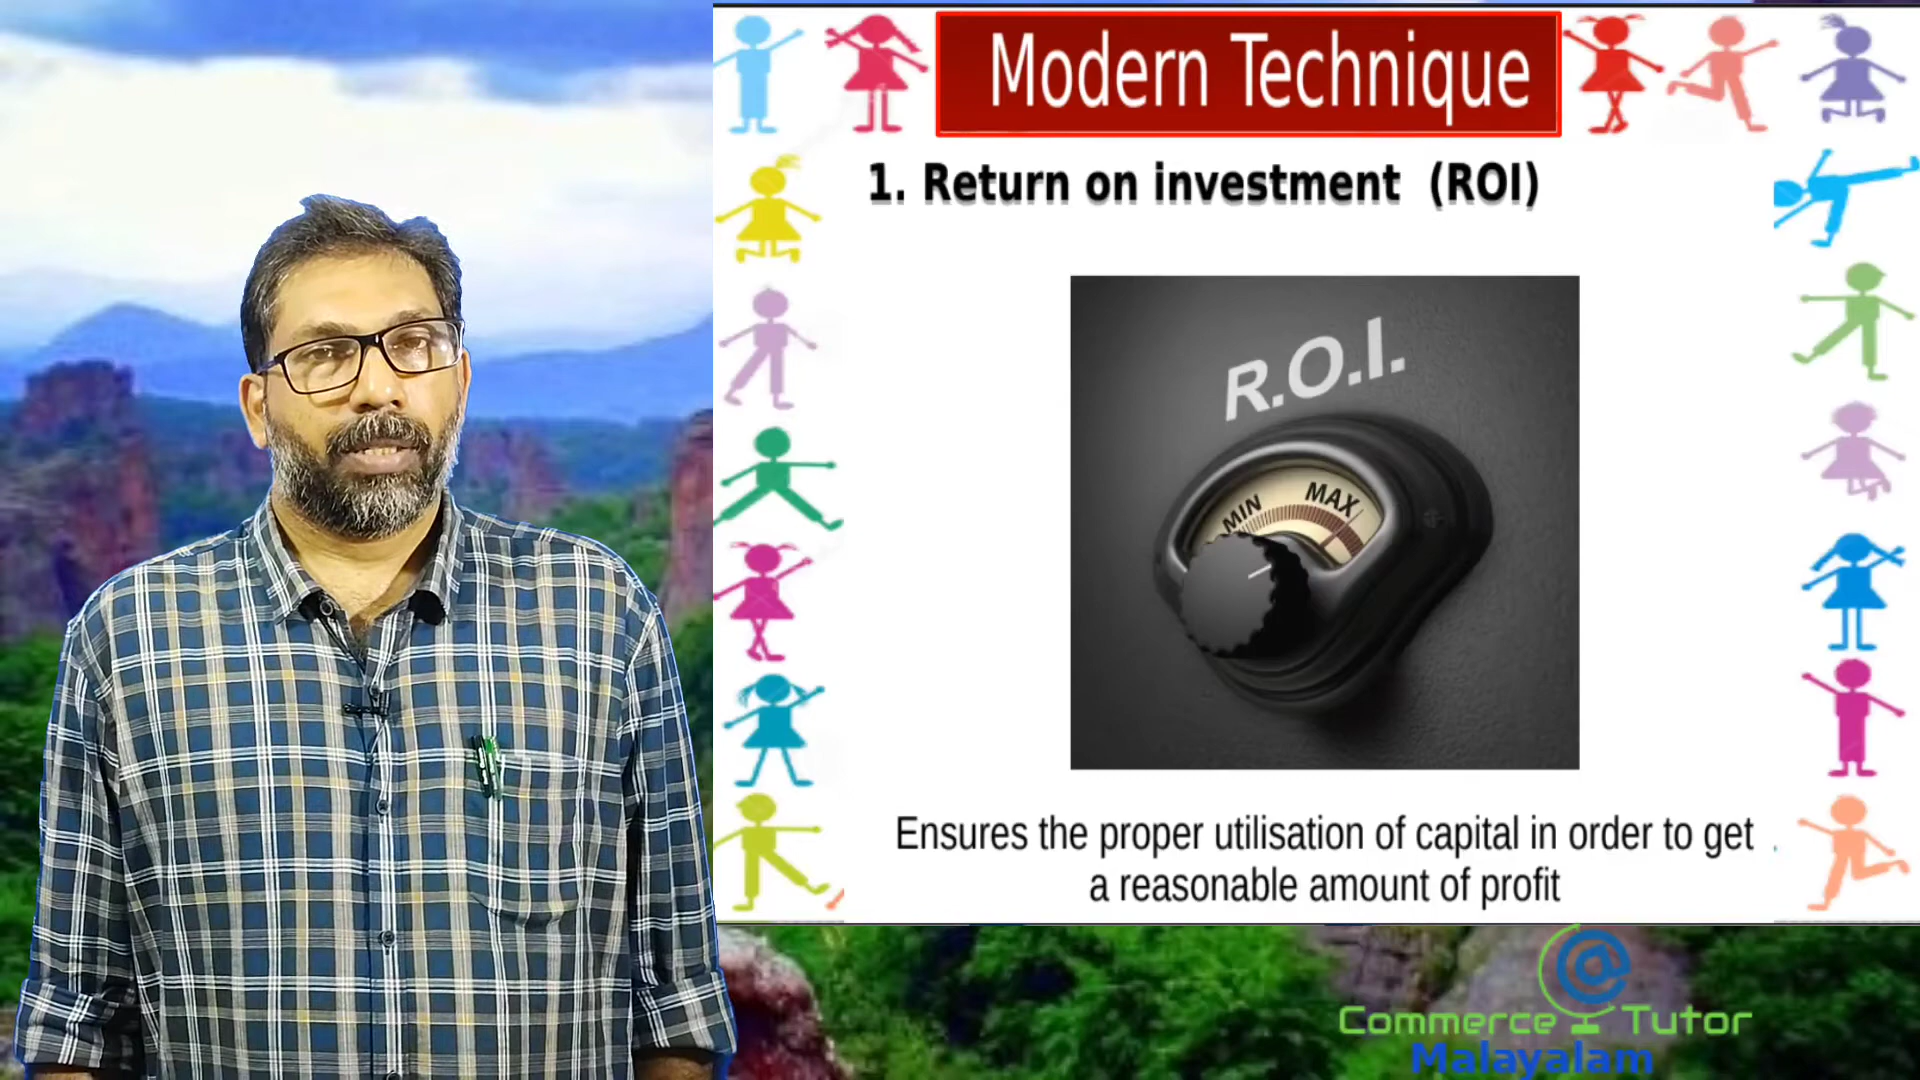 Modern Technique
1. Return on investment (ROI)
R.O.I.
MIN MAX
Ensures the proper utilisation of capital in order to get
a reasonable amount of profit
Commerce Tutor
Malayalam